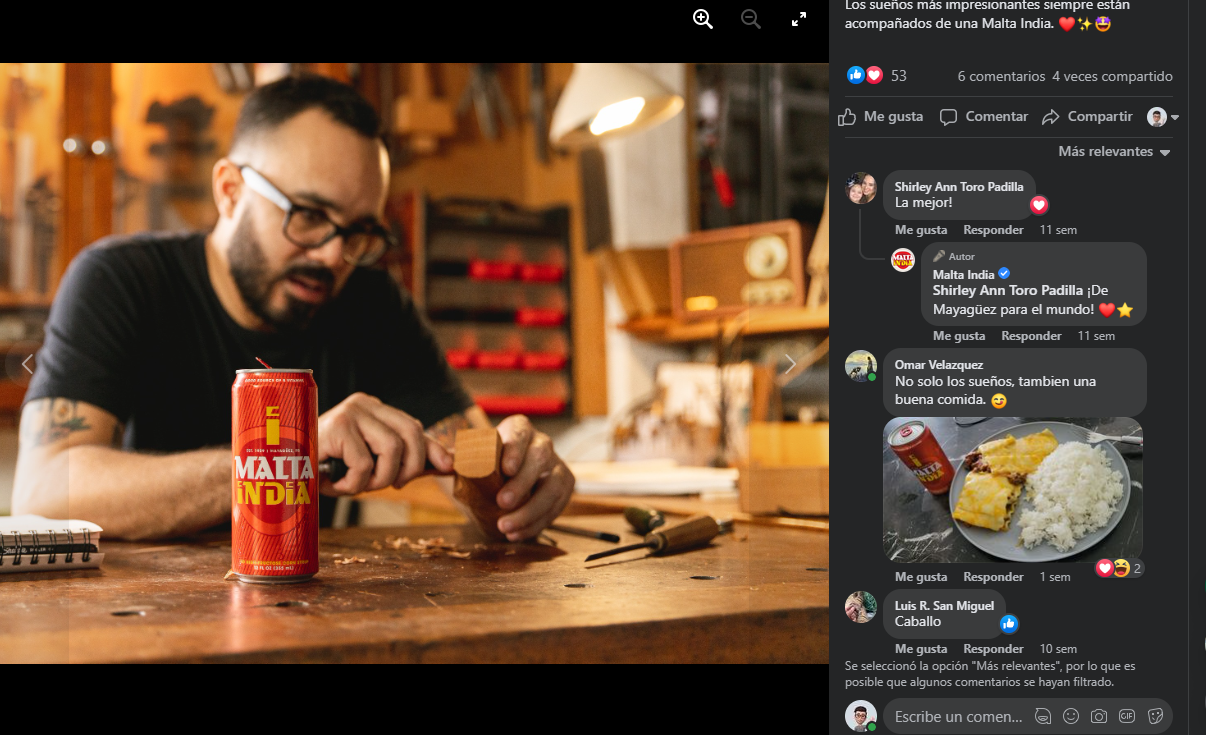 Los sueños más impresionantes siempre están
acompañados de una Malta India. ❤️✨🤩
53
6 comentarios 4 veces compartido
Me gusta Comentar Compartir
Más relevantes
Shirley Ann Toro Padilla
La mejor!
Me gusta Responder 11 sem
Autor
Malta India
Shirley Ann Toro Padilla ¡De
Mayagüez para el mundo! ❤️⭐
Me gusta Responder 11 sem
Omar Velazquez
No solo los sueños, tambien una
buena comida. 😋
MALTA
INDIA
2
Me gusta Responder 1 sem
Luis R. San Miguel
Caballo
Me gusta Responder 10 sem
Se seleccionó la opción "Más relevantes", por lo que es
posible que algunos comentarios se hayan filtrado.
Escribe un comen...
GIF
MALTA
INDIA